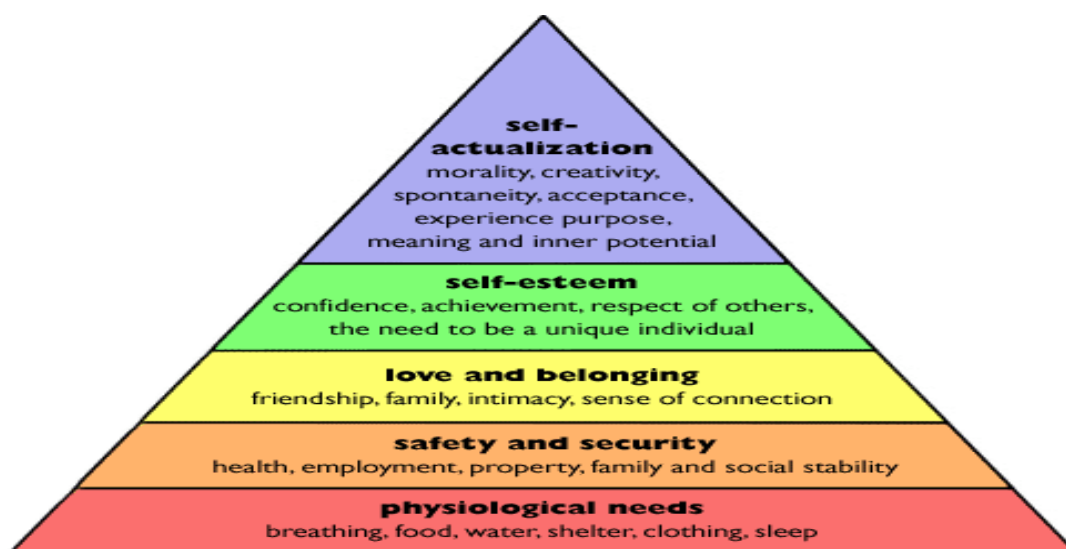 self-
actualization
morality, creativity,
spontaneity, acceptance,
experience purpose,
meaning and inner potential
self-esteem
confidence, achievement, respect of others,
the need to be a unique individual
love and belonging
friendship, family, intimacy, sense of connection
safety and security
health, employment, property, family and social stability
physiological needs
breathing, food, water, shelter, clothing, sleep